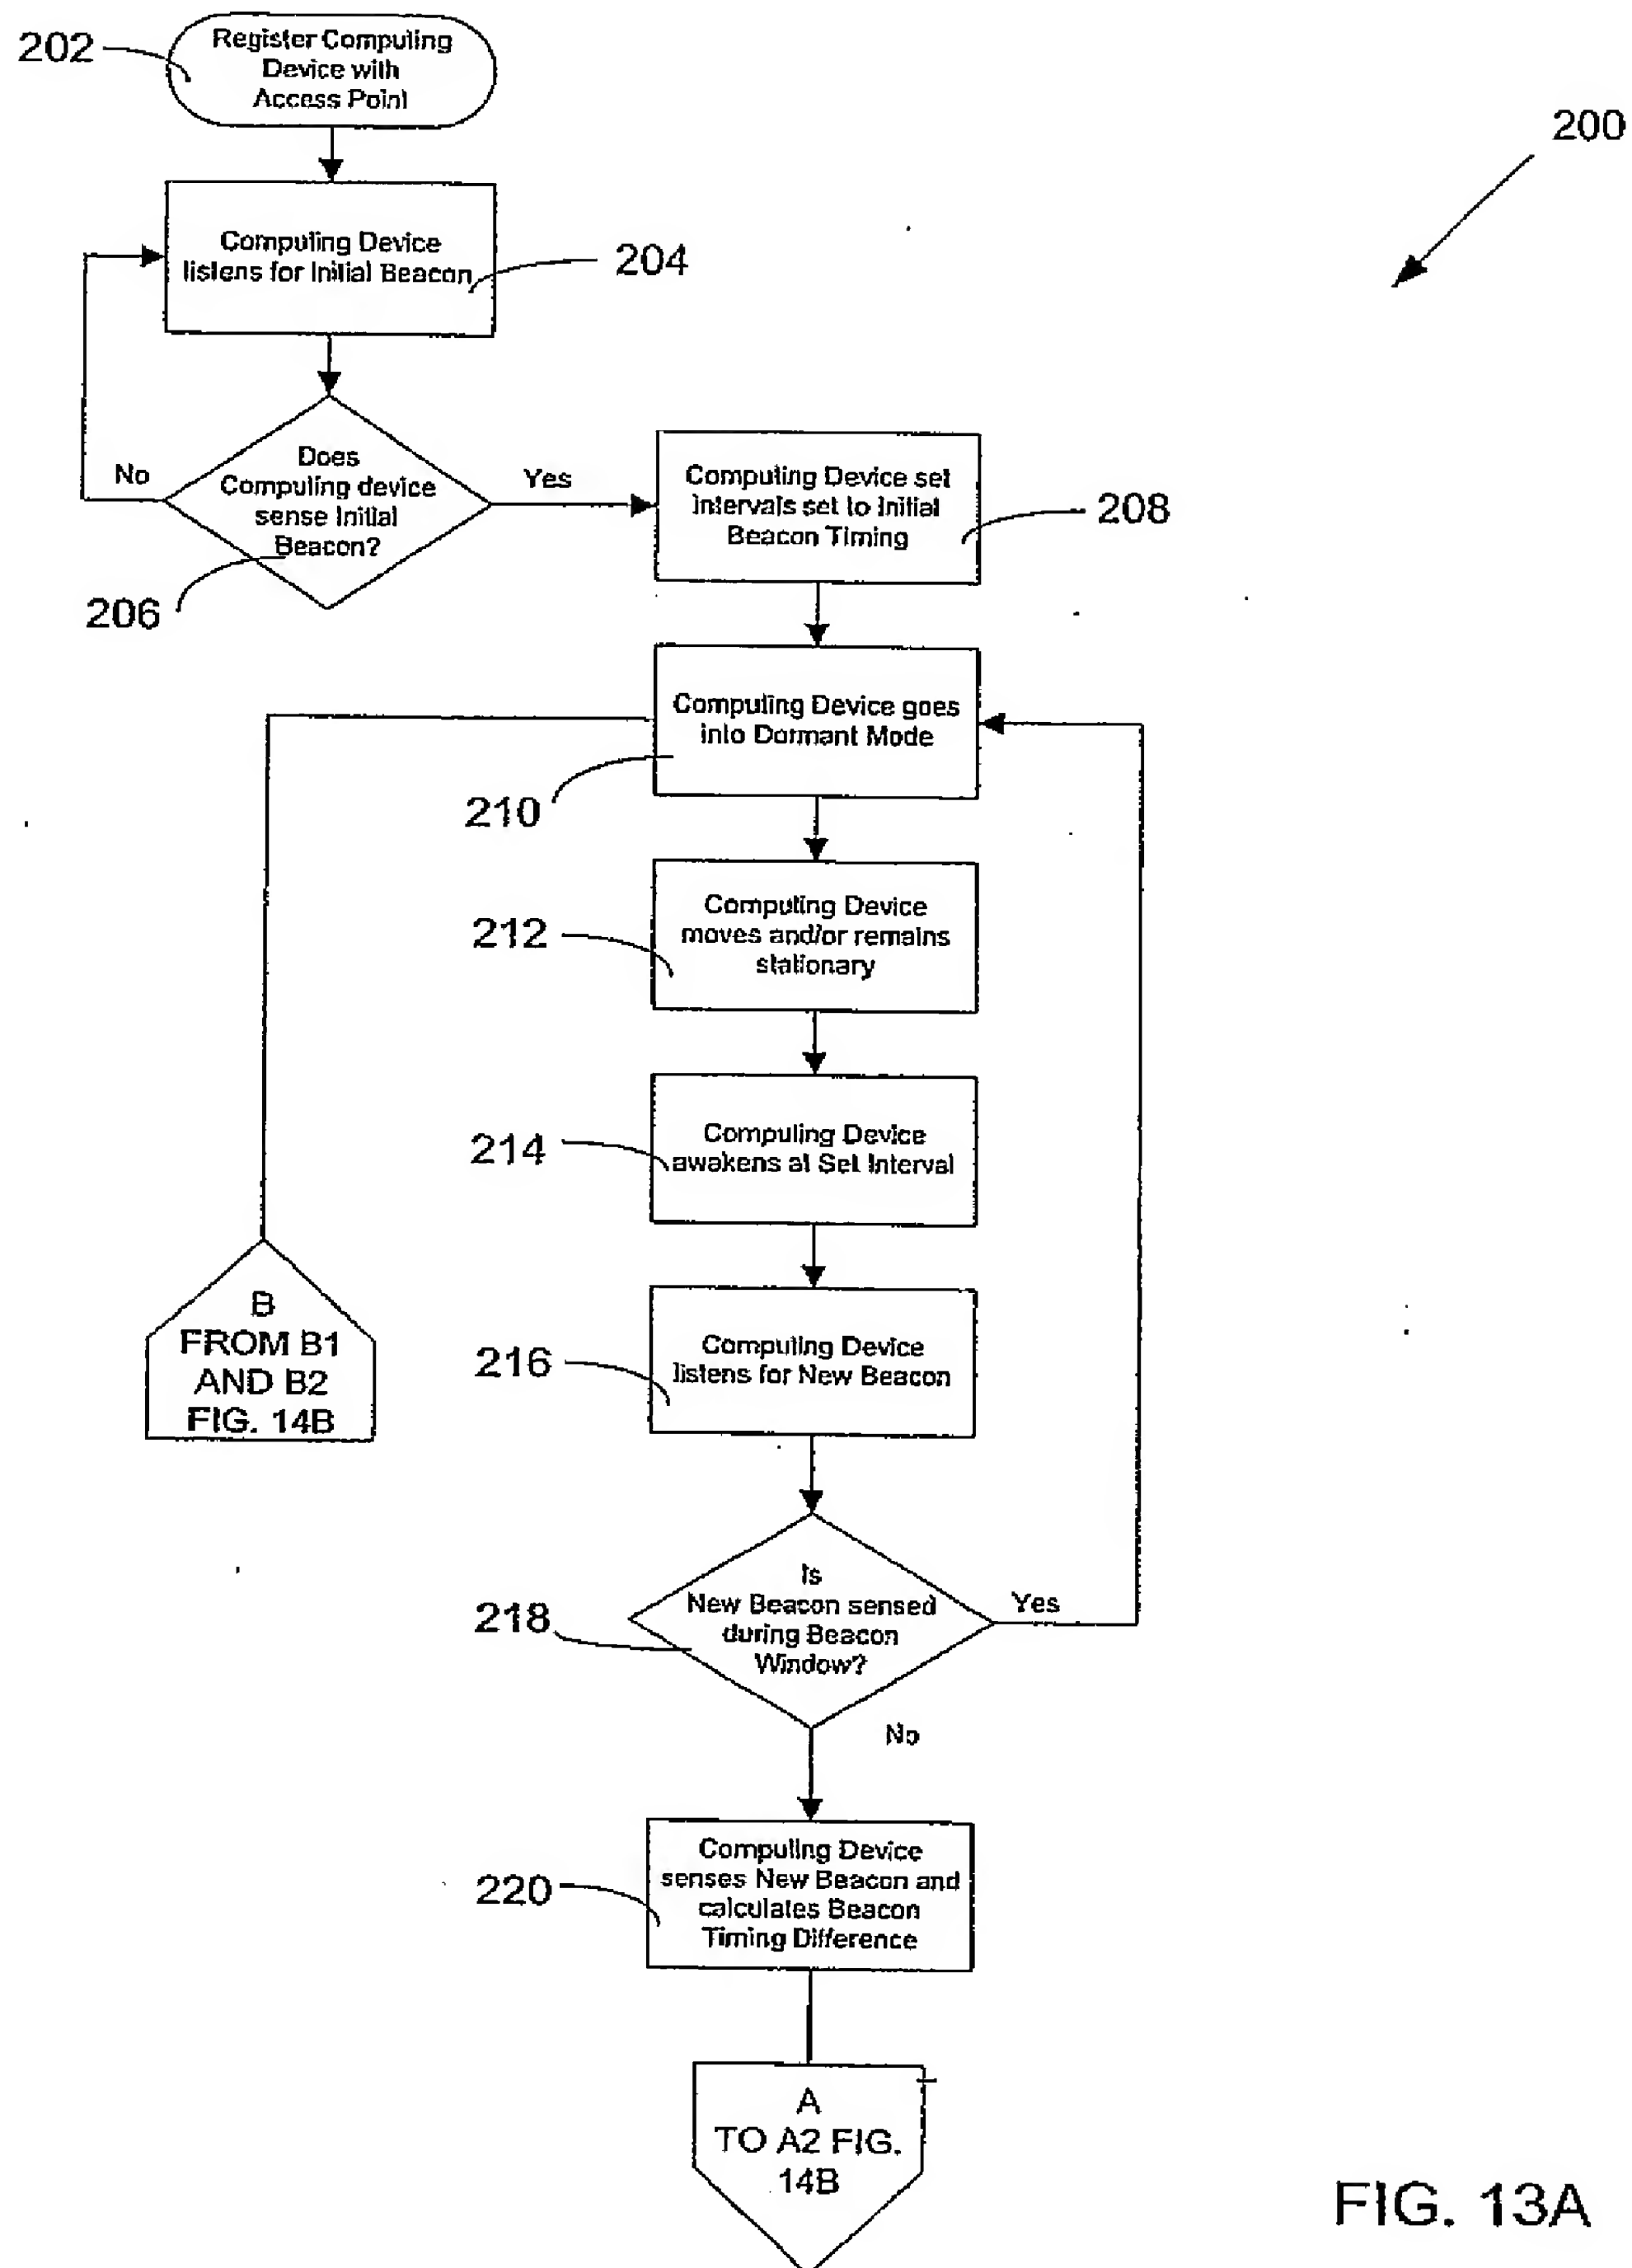 202
Register Computing
Device with
Access Point
200
Computing Device
listens for Initial Beacon
204
Does
Computing device
sense Initial
Beacon?
No
Yes
206
Computing Device set
intervals set to Initial
Beacon Timing
208
Computing Device goes
into Dormant Mode
210
Computing Device
moves and/or remains
stationary
212
Computing Device
awakens at Set Interval
214
B
FROM B1
AND B2
FIG. 14B
Computing Device
listens for New Beacon
216
Is
New Beacon sensed
during Beacon
Window?
Yes
218
No
Computing Device
senses New Beacon and
calculates Beacon
Timing Difference
220
A
TO A2 FIG.
14B
FIG. 13A